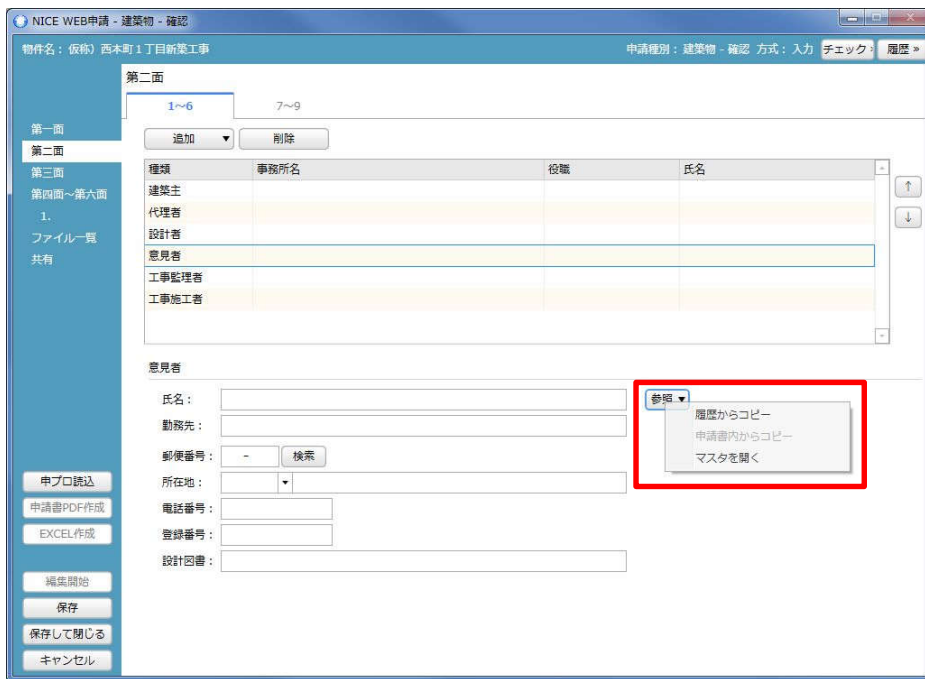 NICE WEB申請 - 建築物 - 確認
物件名： 仮称）西本町１丁目新築工事
申請種別： 建築物 - 確認 方式： 入力
チェック »
履歴 »
第二面
1～6
7～9
第一面
第二面
第三面
第四面～第六面
1.
ファイル一覧
共有
追加 ▼
削除
種類 事務所名 役職 氏名
建築主
代理者
設計者
意見者
工事監理者
工事施工者
↑
↓
意見者
氏名：
参照 ▼
履歴からコピー
申請書内からコピー
マスタを開く
勤務先：
郵便番号： - 検索
所在地：
電話番号：
登録番号：
設計図書：
申プロ読込
申請書PDF作成
EXCEL作成
編集開始
保存
保存して閉じる
キャンセル